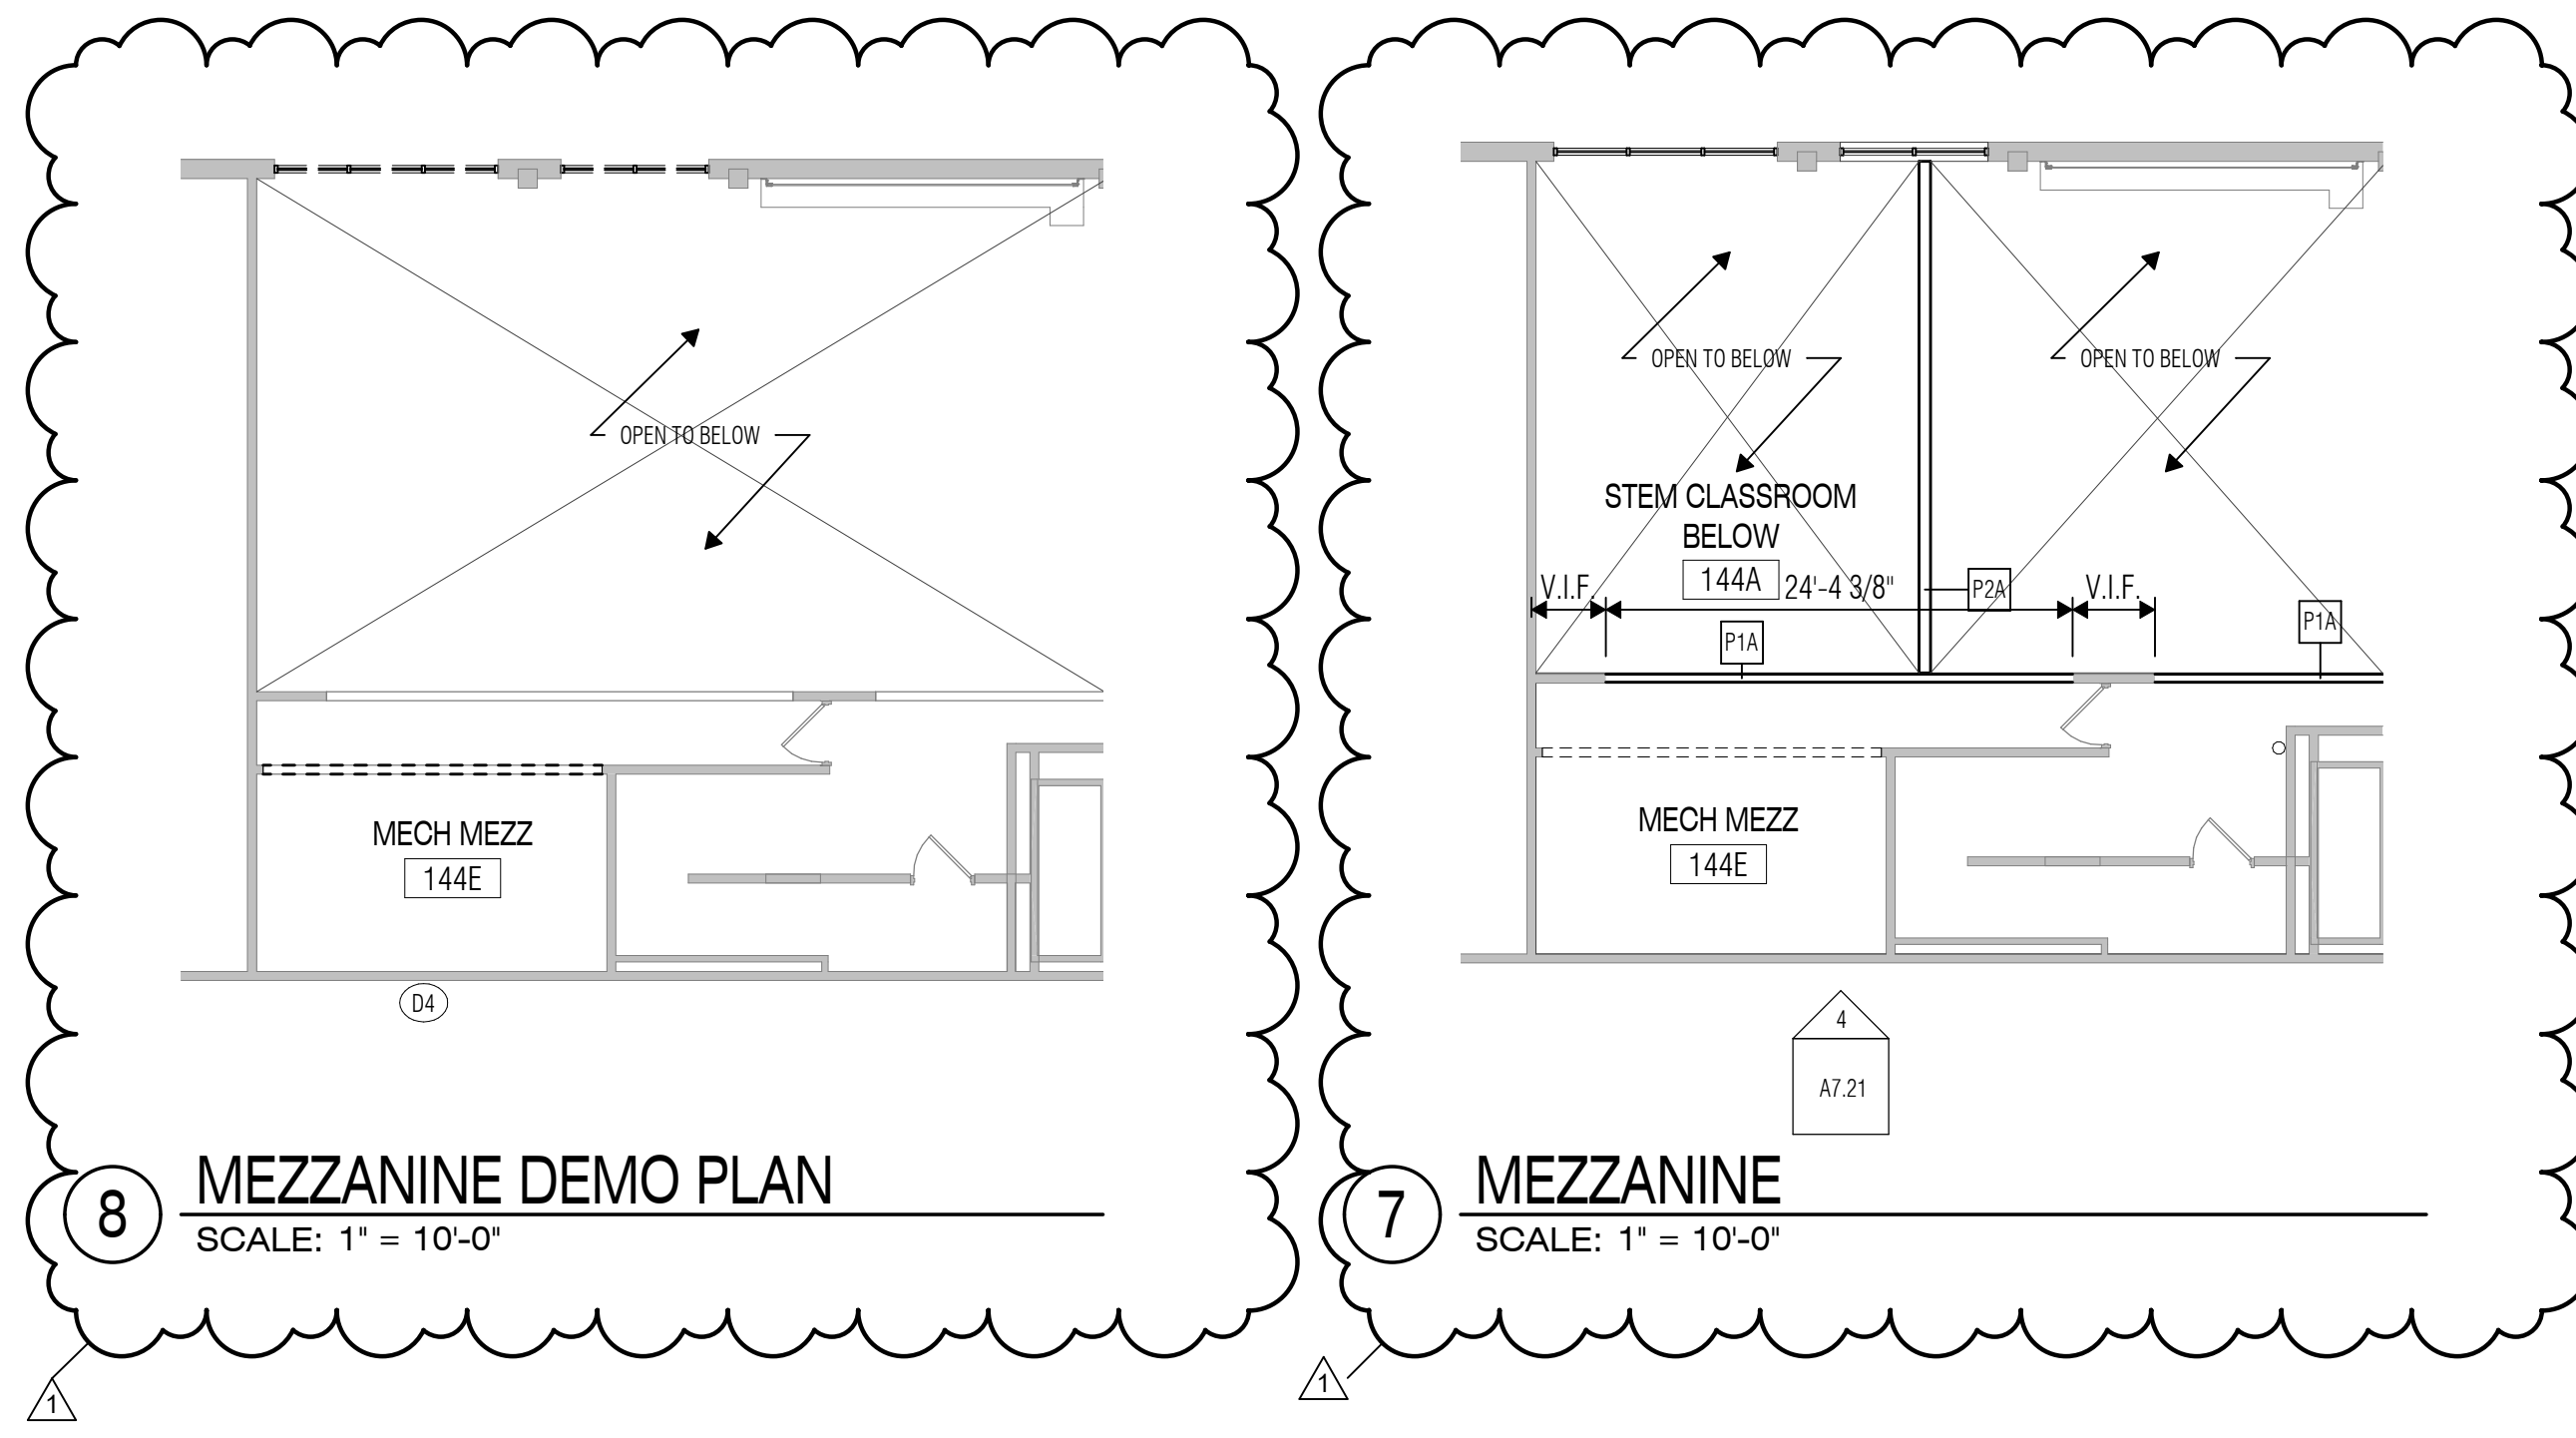 OPEN TO BELOW
MECH MEZZ
144E
D4
8
MEZZANINE DEMO PLAN
SCALE: 1" = 10'-0"
1
OPEN TO BELOW
OPEN TO BELOW
STEM CLASSROOM
BELOW
144A
V.I.F.
24'-4 3/8"
P2A
V.I.F.
P1A
P1A
MECH MEZZ
144E
4
A7.21
7
MEZZANINE
SCALE: 1" = 10'-0"
1